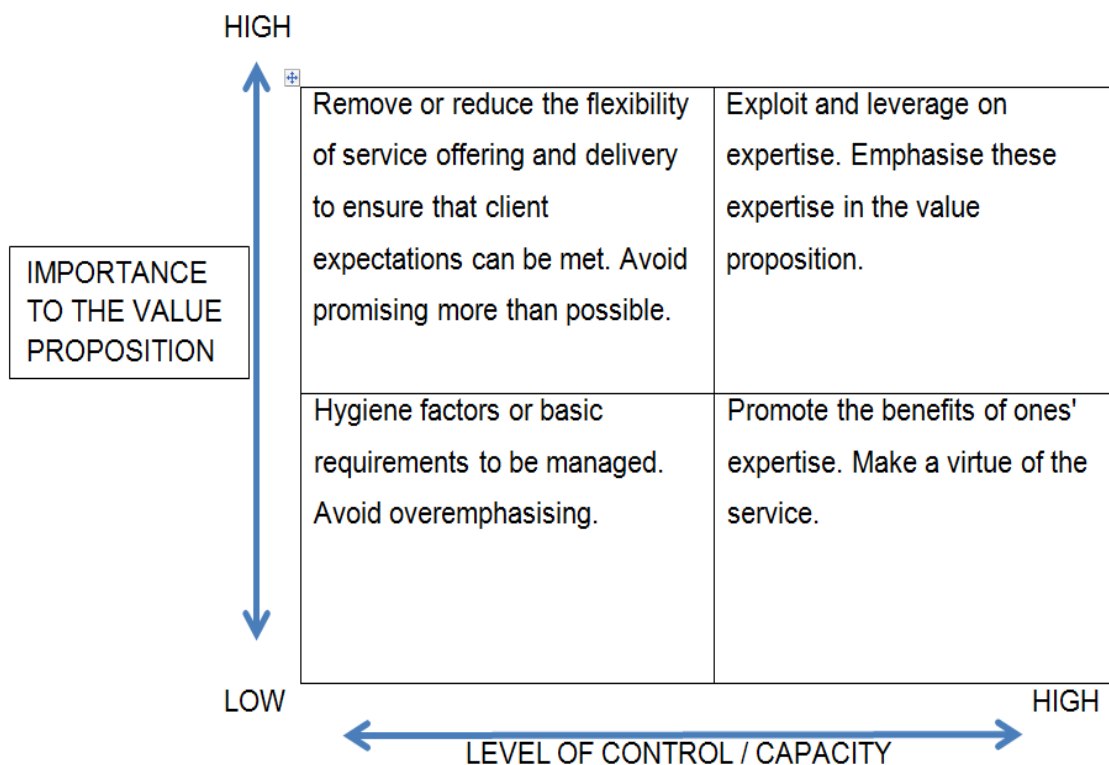 HIGH
Remove or reduce the flexibility
of service offering and delivery
to ensure that client
expectations can be met. Avoid
promising more than possible.
Exploit and leverage on
expertise. Emphasise these
expertise in the value
proposition.
IMPORTANCE
TO THE VALUE
PROPOSITION
Hygiene factors or basic
requirements to be managed.
Avoid overemphasising.
Promote the benefits of ones'
expertise. Make a virtue of the
service.
LOW
HIGH
LEVEL OF CONTROL / CAPACITY